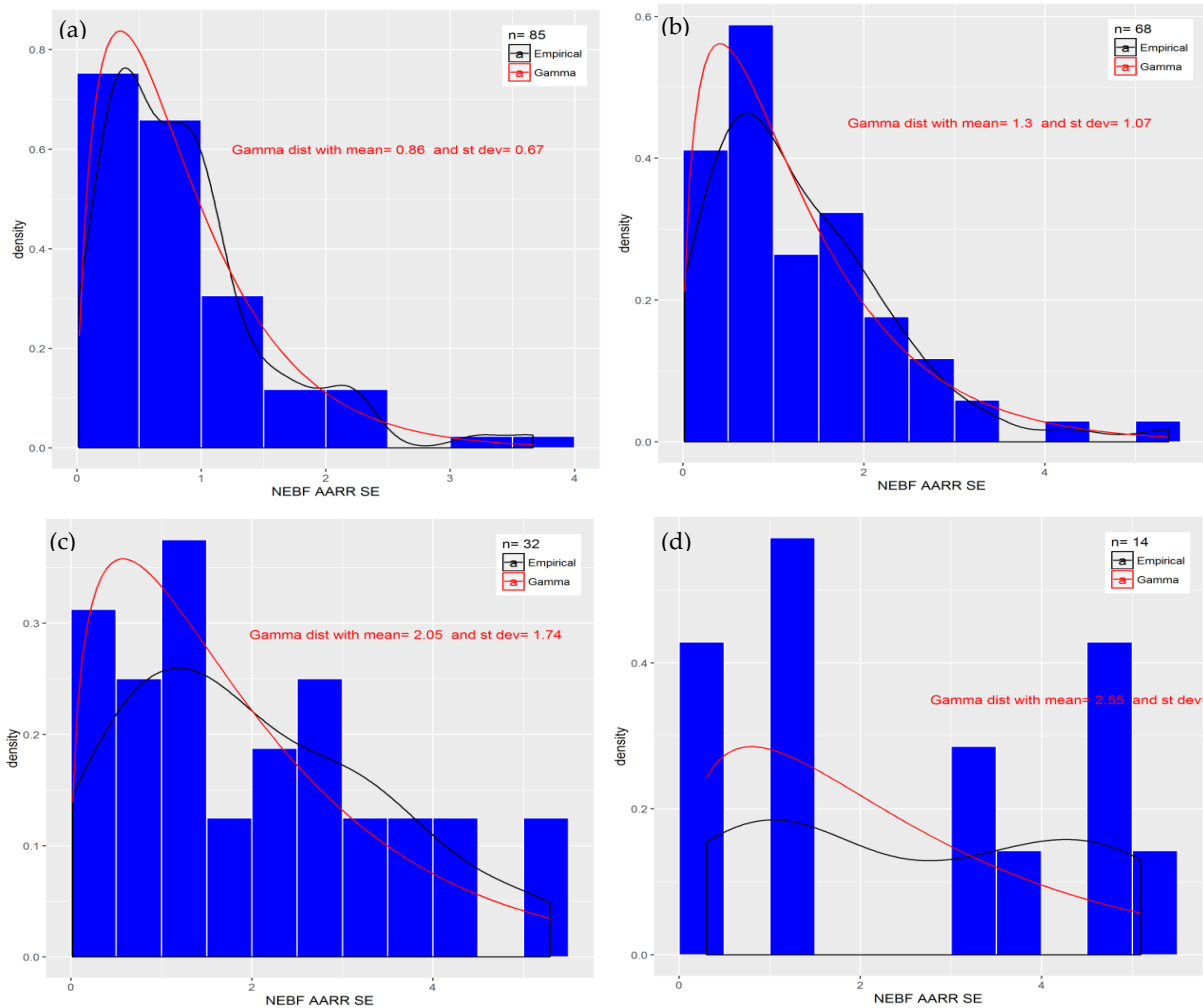 (a)
n= 85
a Empirical
a Gamma
Gamma dist with mean= 0.86 and st dev= 0.67
density
0.8
0.6
0.4
0.2
0.0
0 1 2 3 4
NEBF AARR SE
(b)
n= 68
a Empirical
a Gamma
Gamma dist with mean= 1.3 and st dev= 1.07
density
0.6
0.4
0.2
0.0
0 2 4
NEBF AARR SE
(c)
n= 32
a Empirical
a Gamma
Gamma dist with mean= 2.05 and st dev= 1.74
density
0.3
0.2
0.1
0.0
0 2 4
NEBF AARR SE
(d)
n= 14
a Empirical
a Gamma
Gamma dist with mean= 2.55 and st dev=
density
0.4
0.2
0.0
0 2 4
NEBF AARR SE